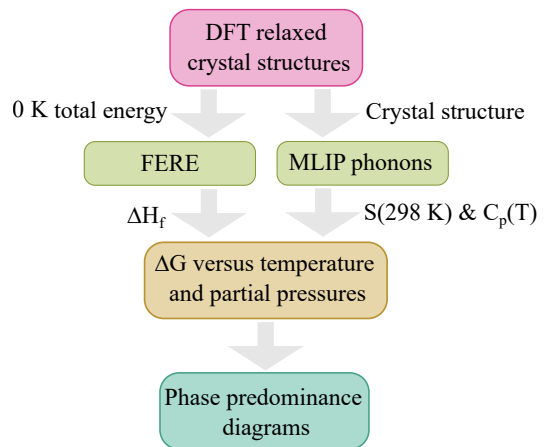 DFT relaxed
crystal structures
0 K total energy
Crystal structure
FERE
MLIP phonons
ΔHf
S(298 K) & Cp(T)
ΔG versus temperature
and partial pressures
Phase predominance
diagrams